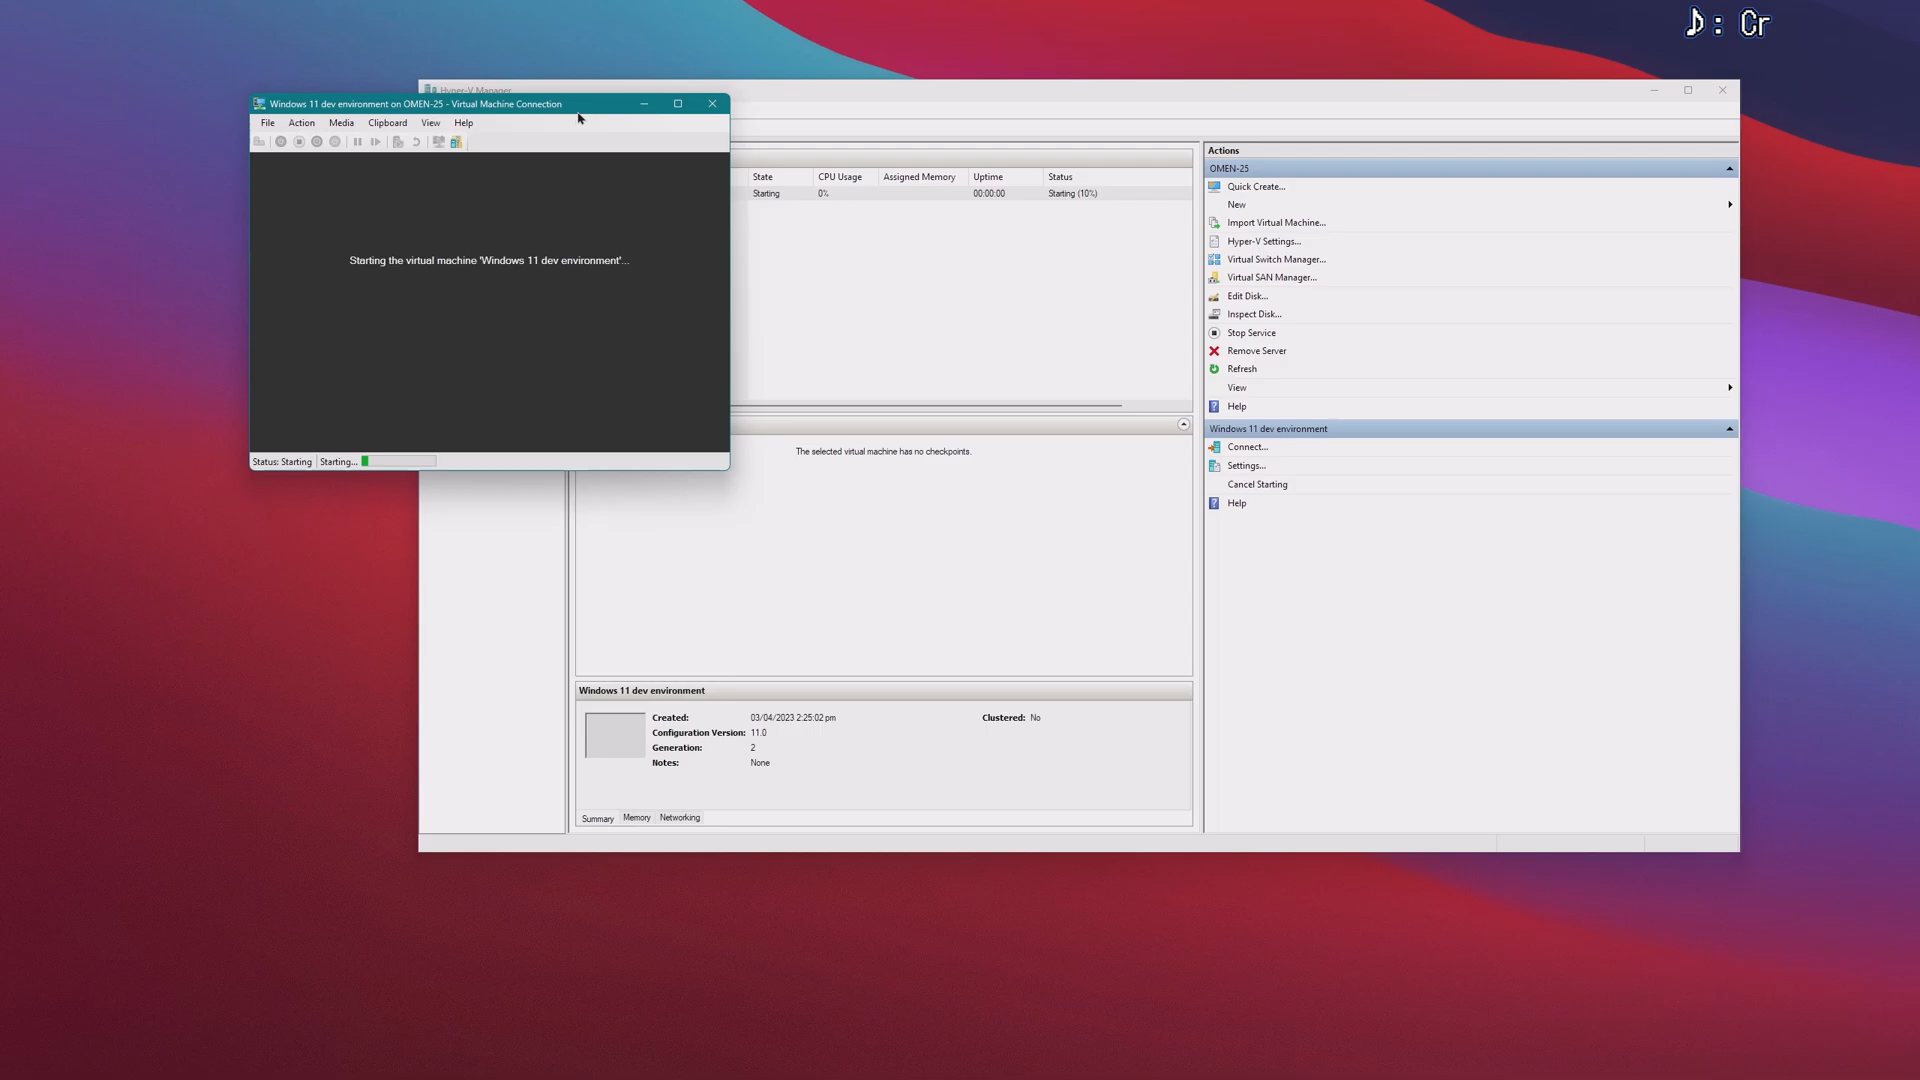 ♪: Cr
Hyper-V Manager
Windows 11 dev environment on OMEN-25 - Virtual Machine Connection
File Action Media Clipboard View Help
Starting the virtual machine 'Windows 11 dev environment'...
Status: Starting Starting...
State CPU Usage Assigned Memory Uptime Status
Starting 0% 00:00:00 Starting (10%)
The selected virtual machine has no checkpoints.
Windows 11 dev environment
Created: 03/04/2023 2:25:02 pm Clustered: No
Configuration Version: 11.0
Generation: 2
Notes: None
Summary Memory Networking
Actions
OMEN-25
Quick Create...
New
Import Virtual Machine...
Hyper-V Settings...
Virtual Switch Manager...
Virtual SAN Manager...
Edit Disk...
Inspect Disk...
Stop Service
Remove Server
Refresh
View
Help
Windows 11 dev environment
Connect...
Settings...
Cancel Starting
Help